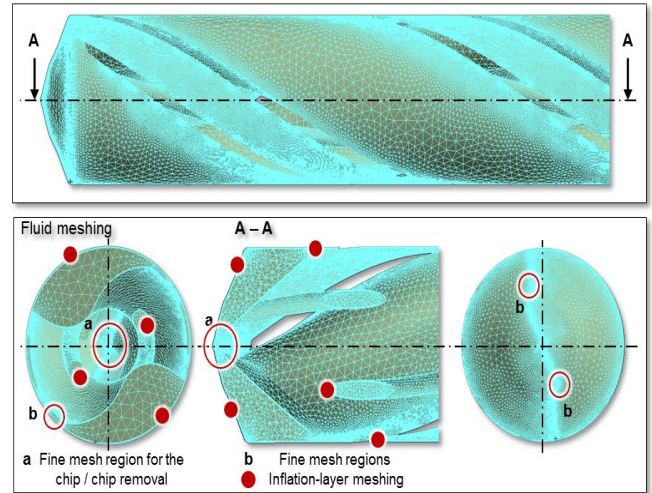 A A
Fluid meshing A – A
a
a
b
b
b
a Fine mesh region for the
chip / chip removal
b Fine mesh regions
Inflation-layer meshing